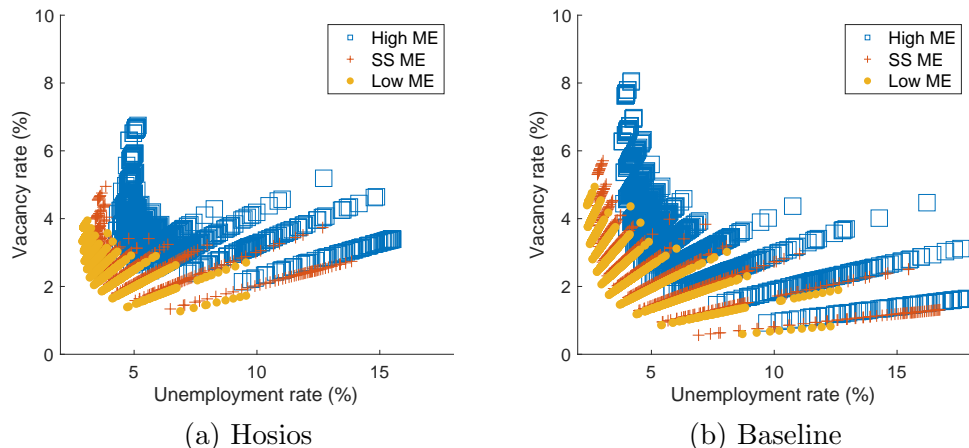 10
8
6
4
2
0
Vacancy rate (%)
High ME
SS ME
Low ME
5
10
15
Unemployment rate (%)
(a) Hosios
10
8
6
4
2
0
Vacancy rate (%)
High ME
SS ME
Low ME
5
10
15
Unemployment rate (%)
(b) Baseline